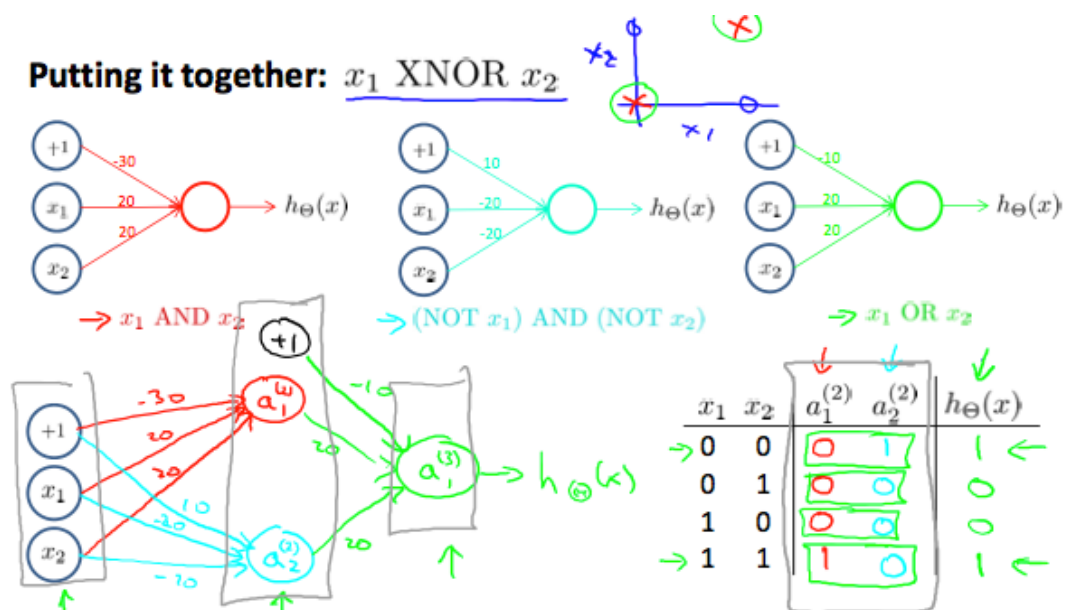 Putting it together: x₁ XNOR x₂
x₂
x₁
+1
x₁
x₂
-30
20
20
hΘ(x)
→ x₁ AND x₂
+1
x₁
x₂
10
-20
-20
hΘ(x)
→ (NOT x₁) AND (NOT x₂)
+1
x₁
x₂
-10
20
20
hΘ(x)
→ x₁ OR x₂
+1
x₁
x₂
-30
20
20
10
-20
-20
+1
a₁⁽²⁾
a₂⁽²⁾
-10
20
20
a₁⁽³⁾
→ hΘ(x)
x₁ x₂ a₁⁽²⁾ a₂⁽²⁾ hΘ(x)
→ 0 0 0 1 1 ←
0 1 0 0 0
1 0 0 0 0
→ 1 1 1 0 1 ←